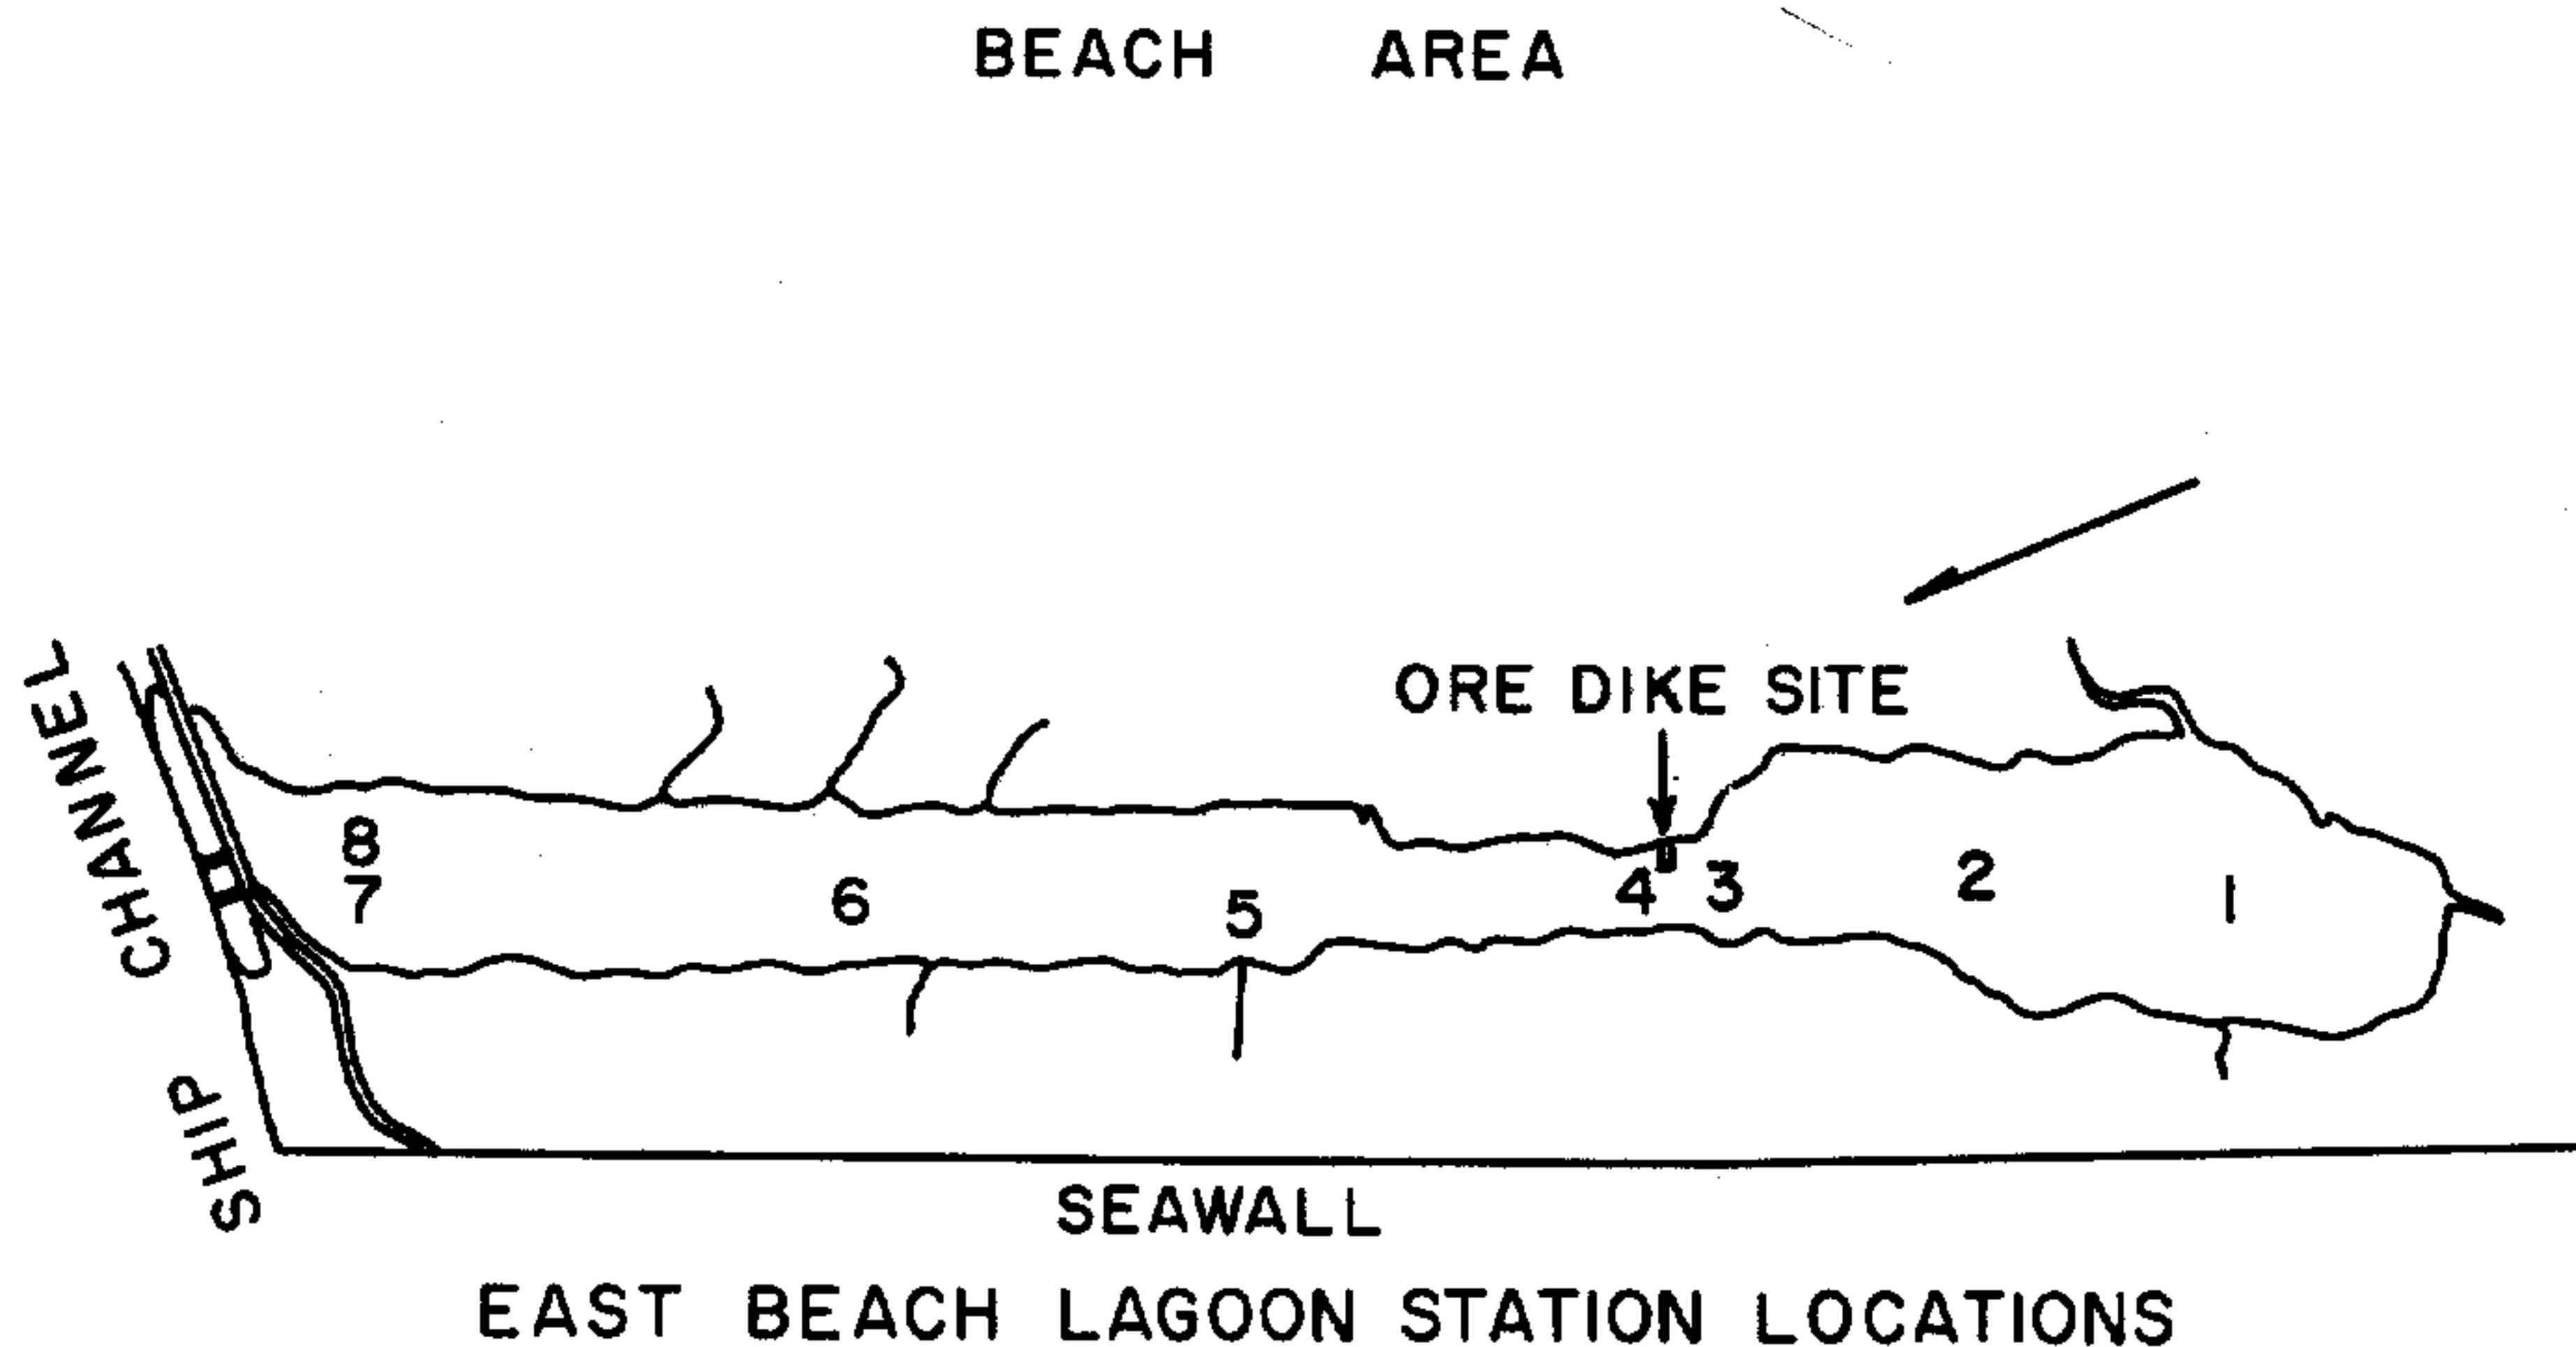 BEACH AREA
ORE DIKE SITE
CHANNEL
8
7
6
5
4
3
2
1
SHIP
SEAWALL
EAST BEACH LAGOON STATION LOCATIONS